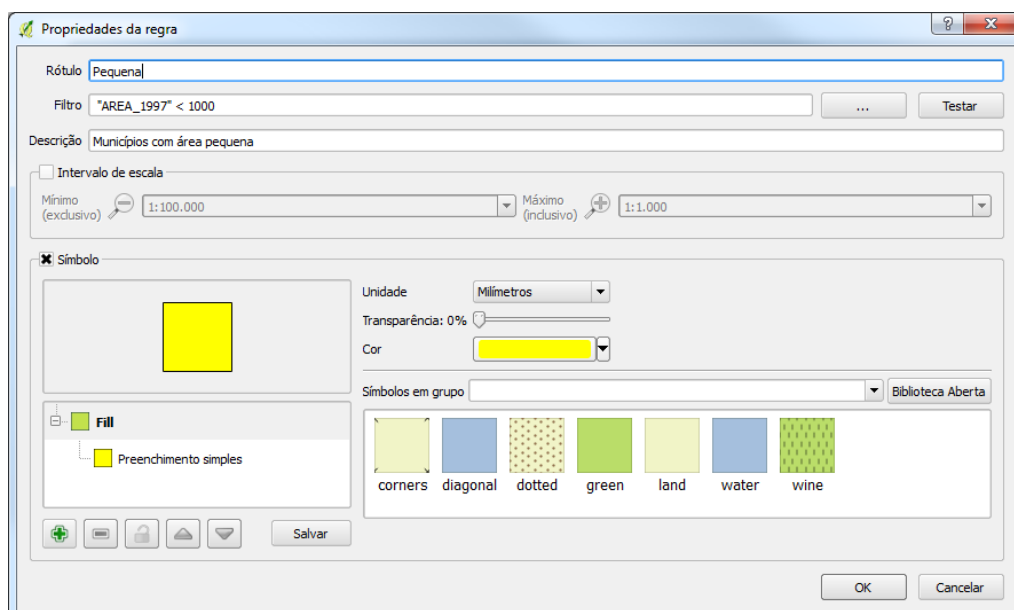 Propriedades da regra
Rótulo Pequena
Filtro "AREA_1997" < 1000 ... Testar
Descrição Municípios com área pequena
Intervalo de escala
Mínimo (exclusivo) 1:100.000 Máximo (inclusivo) 1:1.000
Símbolo
Unidade Milímetros
Transparência: 0%
Cor
Símbolos em grupo Biblioteca Aberta
Fill
Preenchimento simples
corners diagonal dotted green land water wine
Salvar
OK Cancelar